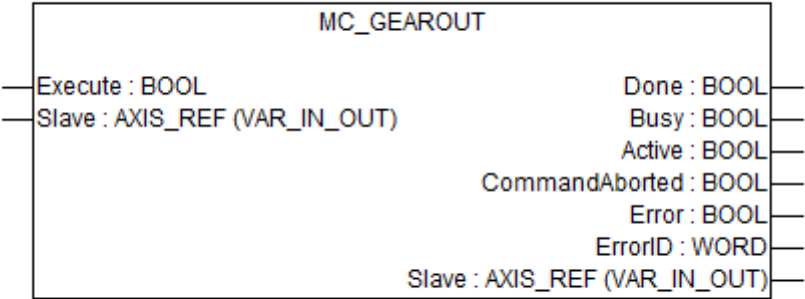 MC_GEAROUT
Execute : BOOL Done : BOOL
Slave : AXIS_REF (VAR_IN_OUT) Busy : BOOL
Active : BOOL
CommandAborted : BOOL
Error : BOOL
ErrorID : WORD
Slave : AXIS_REF (VAR_IN_OUT)